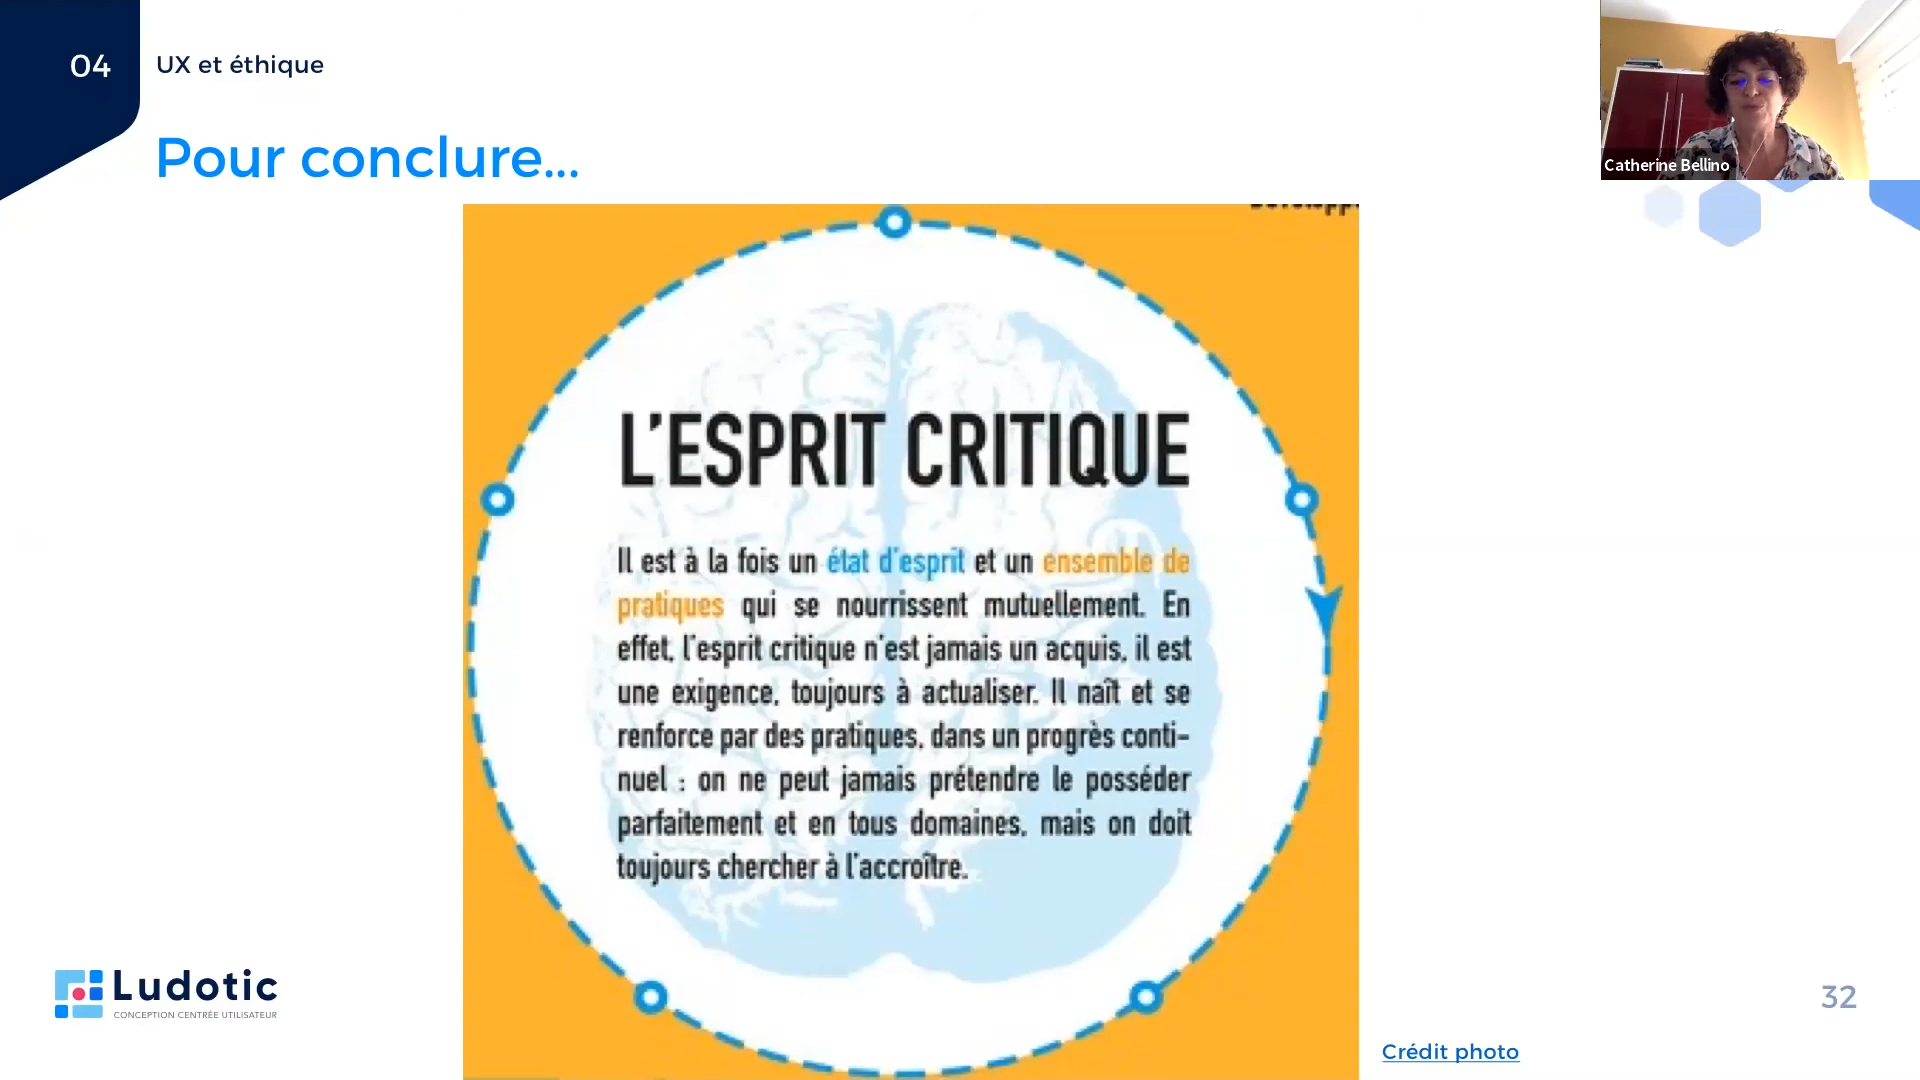 04
UX et éthique
Pour conclure...
Catherine Bellino
L'ESPRIT CRITIQUE
Il est à la fois un état d'esprit et un ensemble de
pratiques qui se nourrissent mutuellement. En
effet, l'esprit critique n'est jamais un acquis, il est
une exigence, toujours à actualiser. Il naît et se
renforce par des pratiques, dans un progrès conti-
nuel : on ne peut jamais prétendre le posséder
parfaitement et en tous domaines, mais on doit
toujours chercher à l'accroître.
Ludotic
CONCEPTION CENTRÉE UTILISATEUR
32
Crédit photo